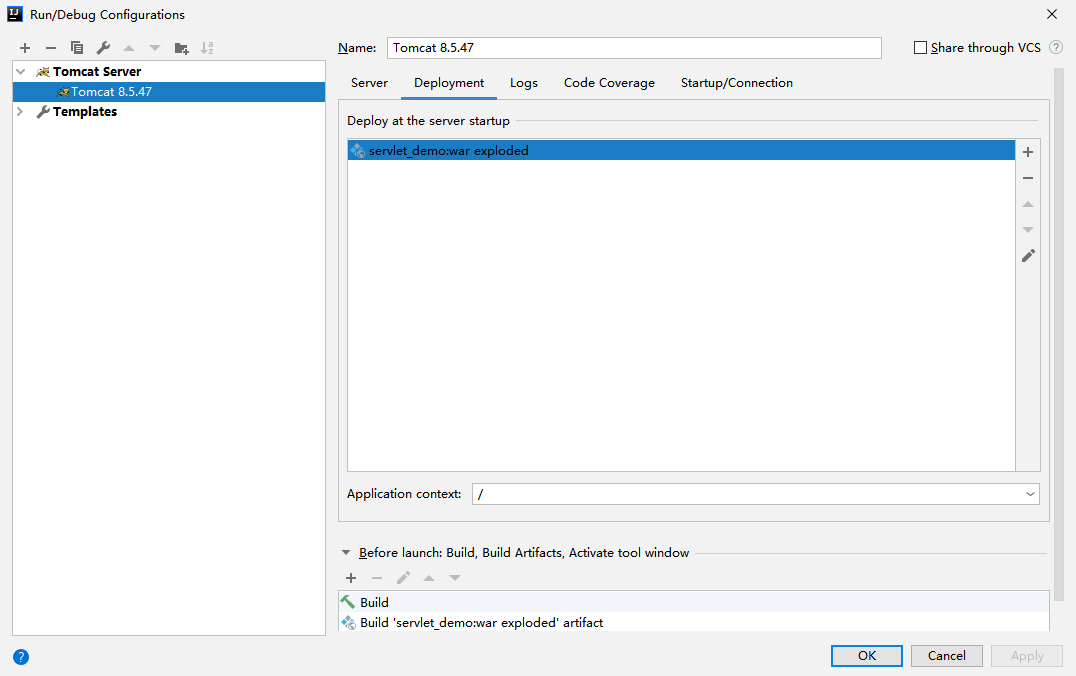 Run/Debug Configurations
Name: Tomcat 8.5.47
Share through VCS ?
Tomcat Server
Tomcat 8.5.47
Templates
Server Deployment Logs Code Coverage Startup/Connection
Deploy at the server startup
servlet_demo:war exploded
Application context: /
Before launch: Build, Build Artifacts, Activate tool window
Build
Build 'servlet_demo:war exploded' artifact
? OK Cancel Apply